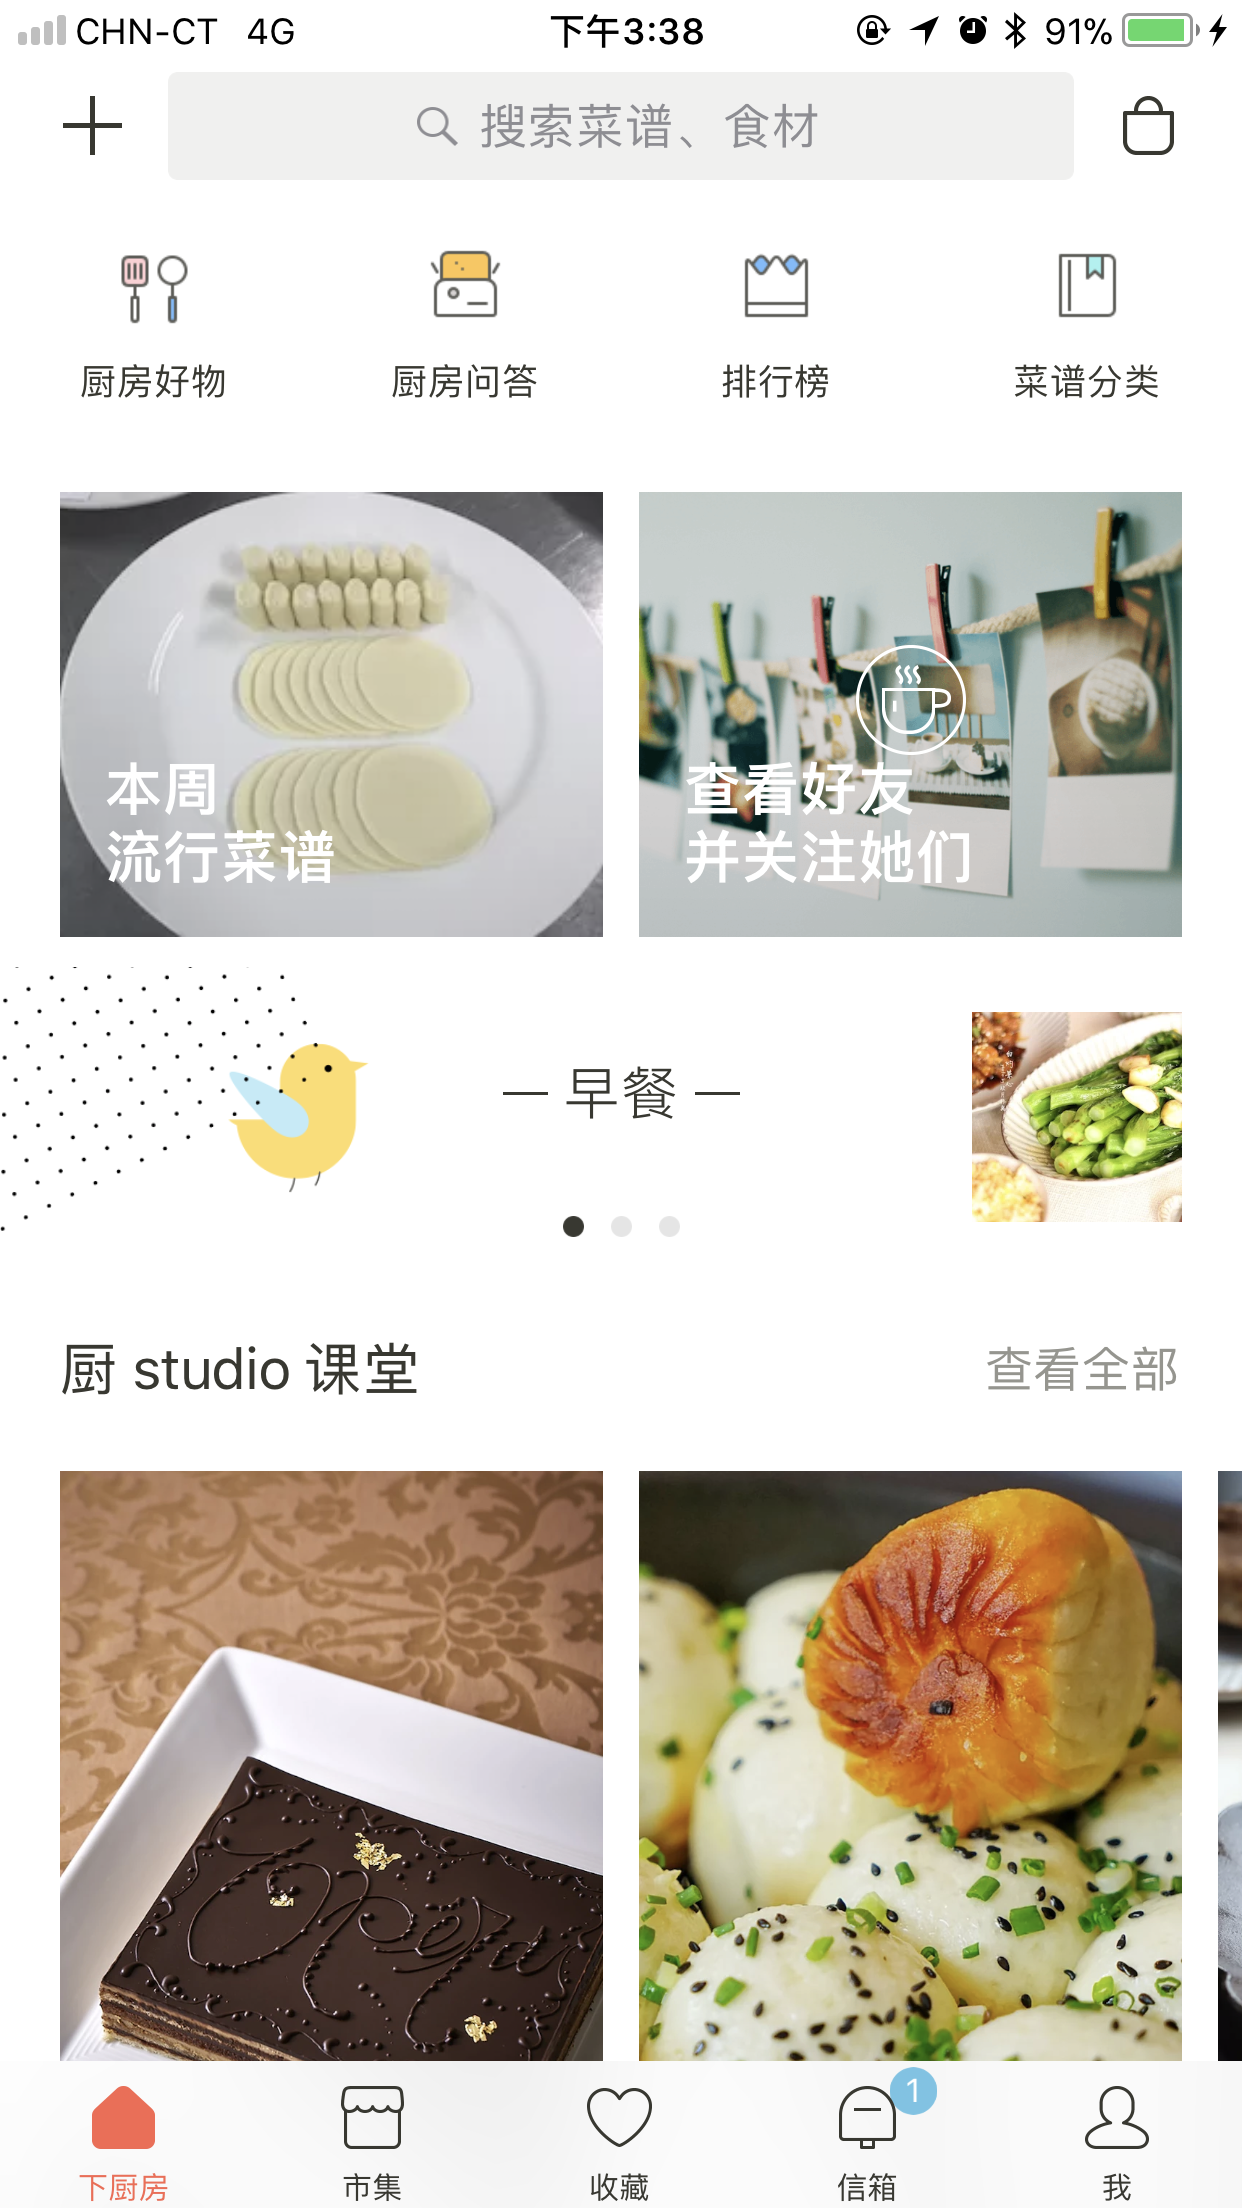 CHN-CT 4G 下午3:38 91%
搜索菜谱、食材
厨房好物 厨房问答 排行榜 菜谱分类
本周
流行菜谱
查看好友
并关注她们
早餐
厨 studio 课堂 查看全部
Opéra
1
下厨房 市集 收藏 信箱 我